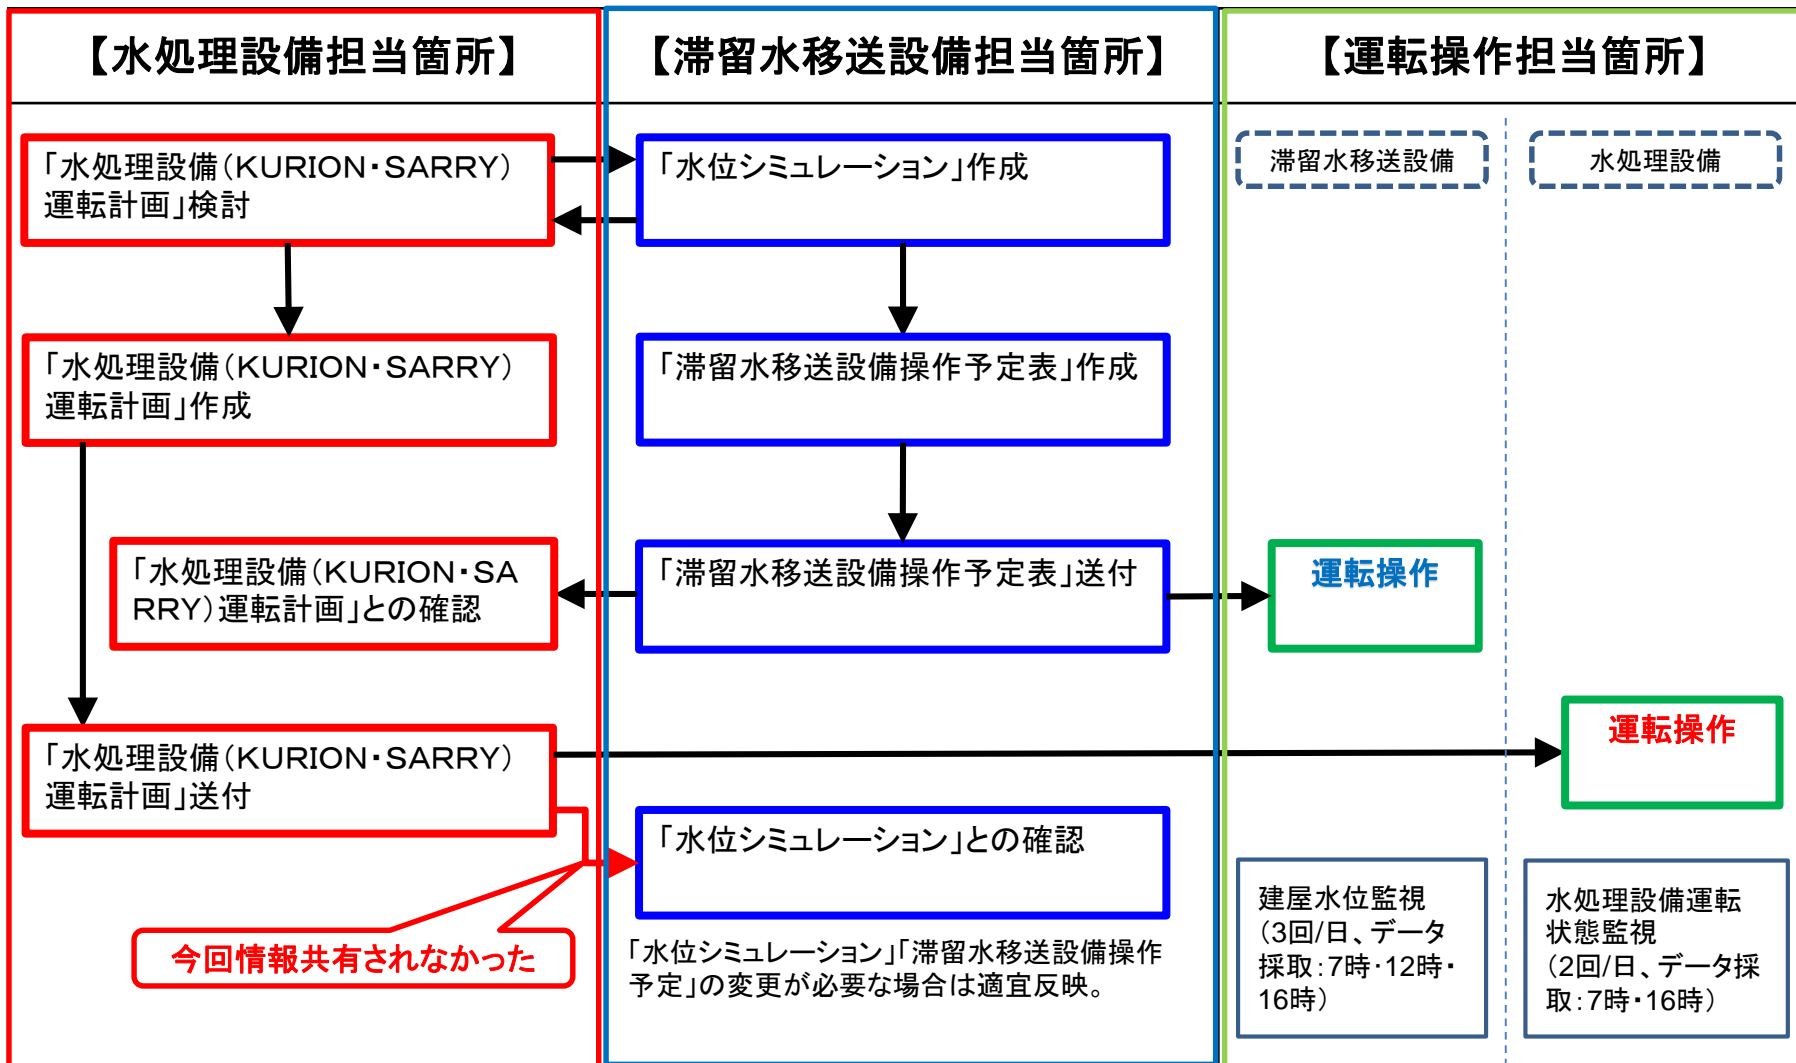 【水処理設備担当箇所】
【滞留水移送設備担当箇所】
【運転操作担当箇所】
「水処理設備(KURION・SARRY)
運転計画」検討
「水位シミュレーション」作成
滞留水移送設備
水処理設備
「水処理設備(KURION・SARRY)
運転計画」作成
「滞留水移送設備操作予定表」作成
「水処理設備(KURION・SA
RRY)運転計画」との確認
「滞留水移送設備操作予定表」送付
運転操作
「水処理設備(KURION・SARRY)
運転計画」送付
運転操作
「水位シミュレーション」との確認
今回情報共有されなかった
「水位シミュレーション」「滞留水移送設備操作
予定」の変更が必要な場合は適宜反映。
建屋水位監視
(3回/日、データ
採取:7時・12時・
16時)
水処理設備運転
状態監視
(2回/日、データ採
取:7時・16時)